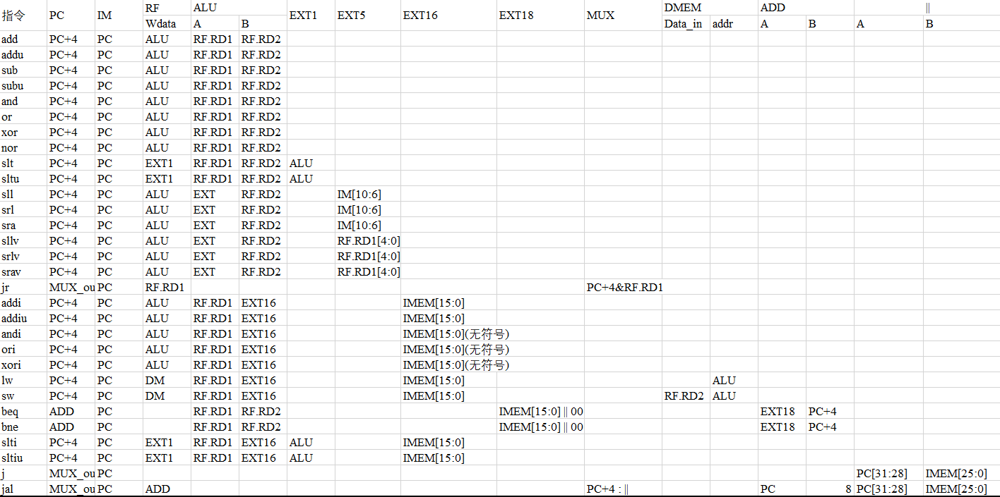 指令 PC IM RF ALU EXT1 EXT5 EXT16 EXT18 MUX DMEM ADD ||
Wdata A B Data_in addr A B A B
add PC+4 PC ALU RF.RD1 RF.RD2
addu PC+4 PC ALU RF.RD1 RF.RD2
sub PC+4 PC ALU RF.RD1 RF.RD2
subu PC+4 PC ALU RF.RD1 RF.RD2
and PC+4 PC ALU RF.RD1 RF.RD2
or PC+4 PC ALU RF.RD1 RF.RD2
xor PC+4 PC ALU RF.RD1 RF.RD2
nor PC+4 PC ALU RF.RD1 RF.RD2
slt PC+4 PC EXT1 RF.RD1 RF.RD2 ALU
sltu PC+4 PC EXT1 RF.RD1 RF.RD2 ALU
sll PC+4 PC ALU EXT RF.RD2 IM[10:6]
srl PC+4 PC ALU EXT RF.RD2 IM[10:6]
sra PC+4 PC ALU EXT RF.RD2 IM[10:6]
sllv PC+4 PC ALU EXT RF.RD2 RF.RD1[4:0]
srlv PC+4 PC ALU EXT RF.RD2 RF.RD1[4:0]
srav PC+4 PC ALU EXT RF.RD2 RF.RD1[4:0]
jr MUX_ou PC RF.RD1 PC+4&RF.RD1
addi PC+4 PC ALU RF.RD1 EXT16 IMEM[15:0]
addiu PC+4 PC ALU RF.RD1 EXT16 IMEM[15:0]
andi PC+4 PC ALU RF.RD1 EXT16 IMEM[15:0](无符号)
ori PC+4 PC ALU RF.RD1 EXT16 IMEM[15:0](无符号)
xori PC+4 PC ALU RF.RD1 EXT16 IMEM[15:0](无符号)
lw PC+4 PC DM RF.RD1 EXT16 IMEM[15:0] ALU
sw PC+4 PC DM RF.RD1 EXT16 IMEM[15:0] RF.RD2 ALU
beq ADD PC RF.RD1 RF.RD2 IMEM[15:0] || 00 EXT18 PC+4
bne ADD PC RF.RD1 RF.RD2 IMEM[15:0] || 00 EXT18 PC+4
slti PC+4 PC EXT1 RF.RD1 EXT16 ALU IMEM[15:0]
sltiu PC+4 PC EXT1 RF.RD1 EXT16 ALU IMEM[15:0]
j MUX_ou PC PC[31:28] IMEM[25:0]
jal MUX_ou PC ADD PC+4 : || PC 8 PC[31:28] IMEM[25:0]